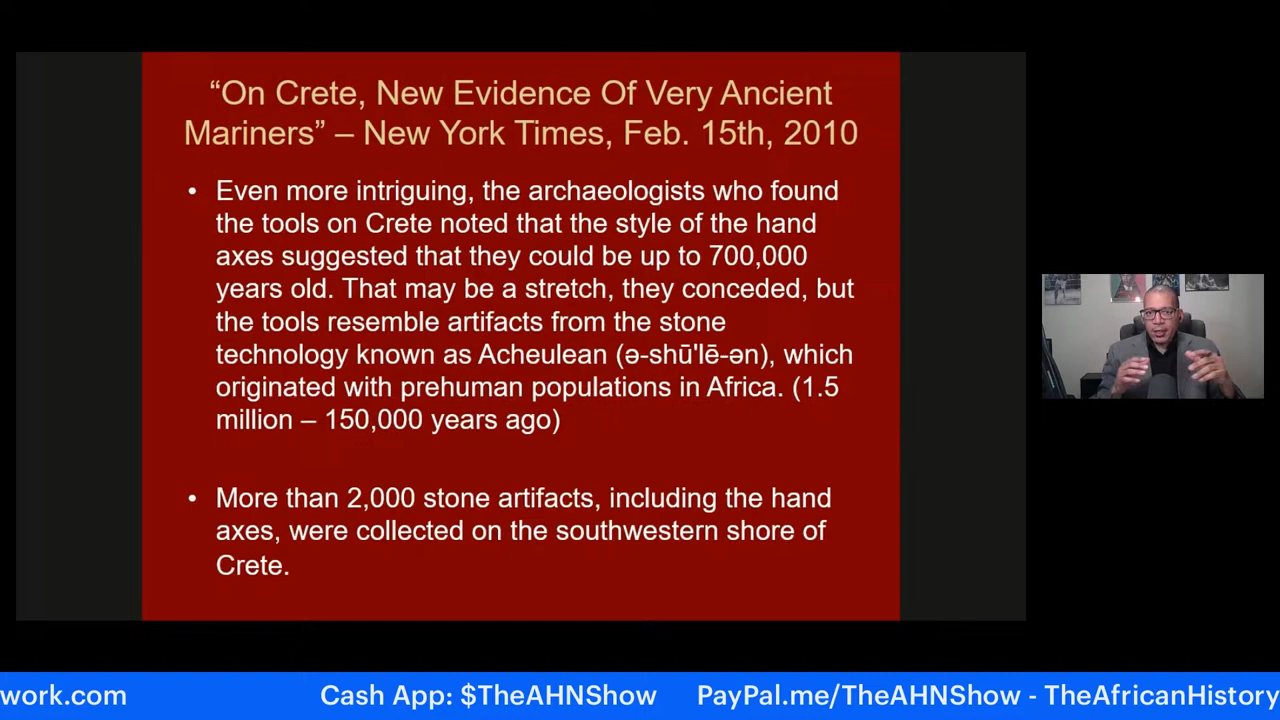 “On Crete, New Evidence Of Very Ancient
Mariners” – New York Times, Feb. 15th, 2010
• Even more intriguing, the archaeologists who found
the tools on Crete noted that the style of the hand
axes suggested that they could be up to 700,000
years old. That may be a stretch, they conceded, but
the tools resemble artifacts from the stone
technology known as Acheulean (ə-shū'lē-ən), which
originated with prehuman populations in Africa. (1.5
million – 150,000 years ago)
• More than 2,000 stone artifacts, including the hand
axes, were collected on the southwestern shore of
Crete.
work.com Cash App: $TheAHNShow PayPal.me/TheAHNShow - TheAfricanHistory